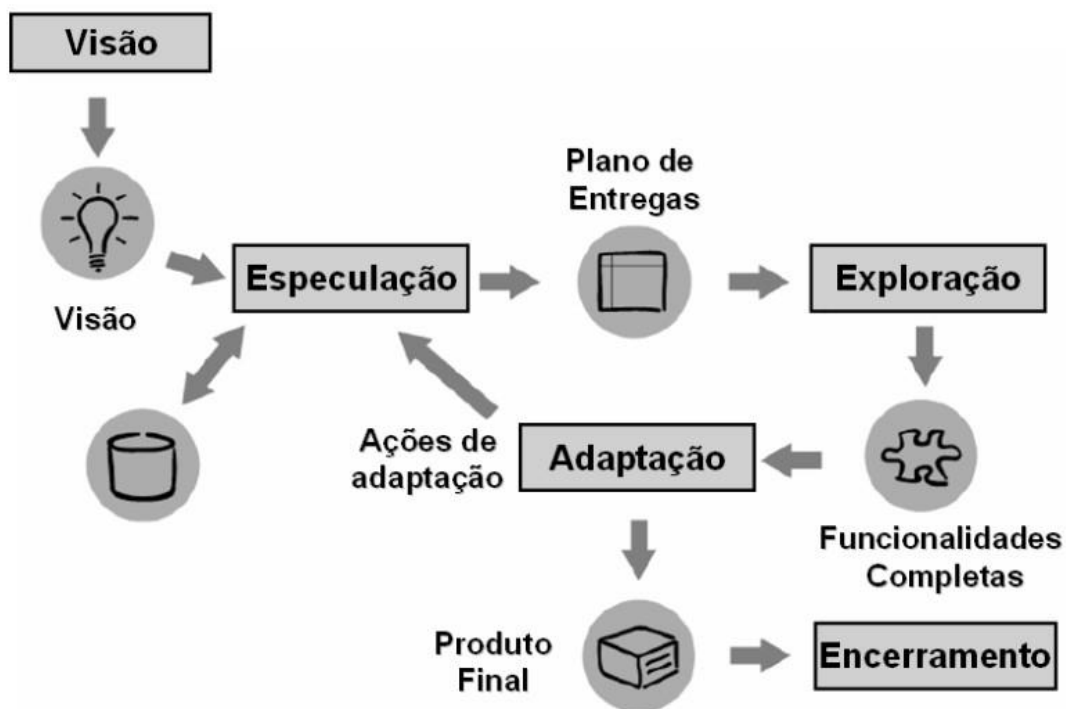 Visão
Plano de
Entregas
Especulação
Exploração
Visão
Ações de
adaptação
Adaptação
Funcionalidades
Completas
Produto
Final
Encerramento